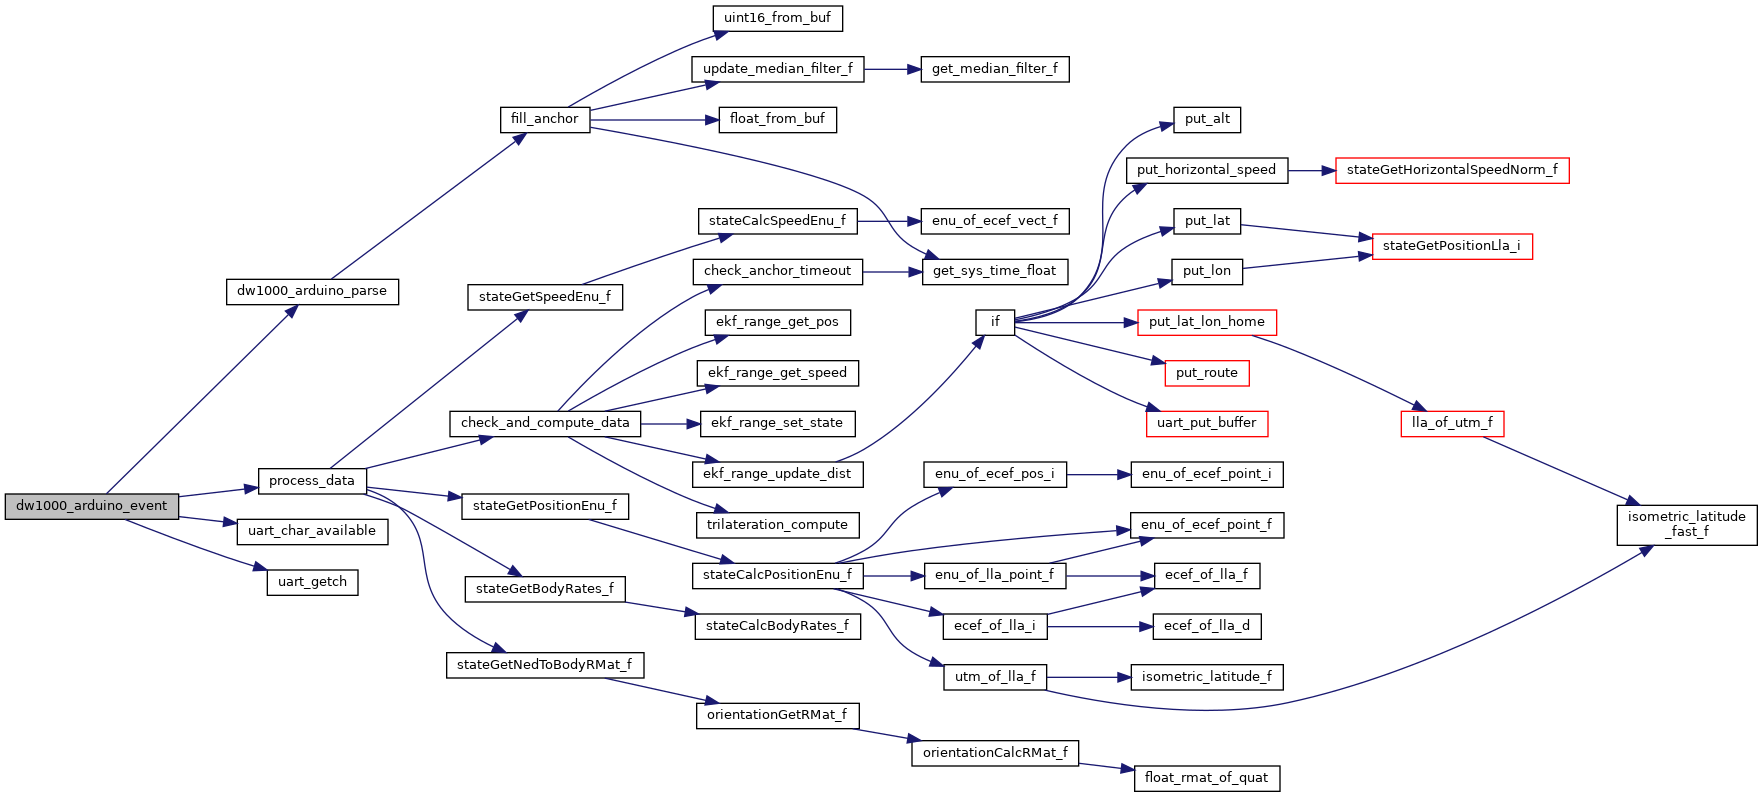 uint16_from_buf
update_median_filter_f
get_median_filter_f
fill_anchor
float_from_buf
put_alt
put_horizontal_speed
stateGetHorizontalSpeedNorm_f
stateCalcSpeedEnu_f
enu_of_ecef_vect_f
put_lat
stateGetPositionLla_i
check_anchor_timeout
get_sys_time_float
put_lon
dw1000_arduino_parse
stateGetSpeedEnu_f
ekf_range_get_pos
if
put_lat_lon_home
ekf_range_get_speed
put_route
check_and_compute_data
ekf_range_set_state
uart_put_buffer
lla_of_utm_f
process_data
ekf_range_update_dist
enu_of_ecef_pos_i
enu_of_ecef_point_i
dw1000_arduino_event
stateGetPositionEnu_f
isometric_latitude
_fast_f
uart_char_available
trilateration_compute
enu_of_ecef_point_f
uart_getch
stateGetBodyRates_f
stateCalcPositionEnu_f
enu_of_lla_point_f
ecef_of_lla_f
stateCalcBodyRates_f
ecef_of_lla_i
ecef_of_lla_d
stateGetNedToBodyRMat_f
utm_of_lla_f
isometric_latitude_f
orientationGetRMat_f
orientationCalcRMat_f
float_rmat_of_quat